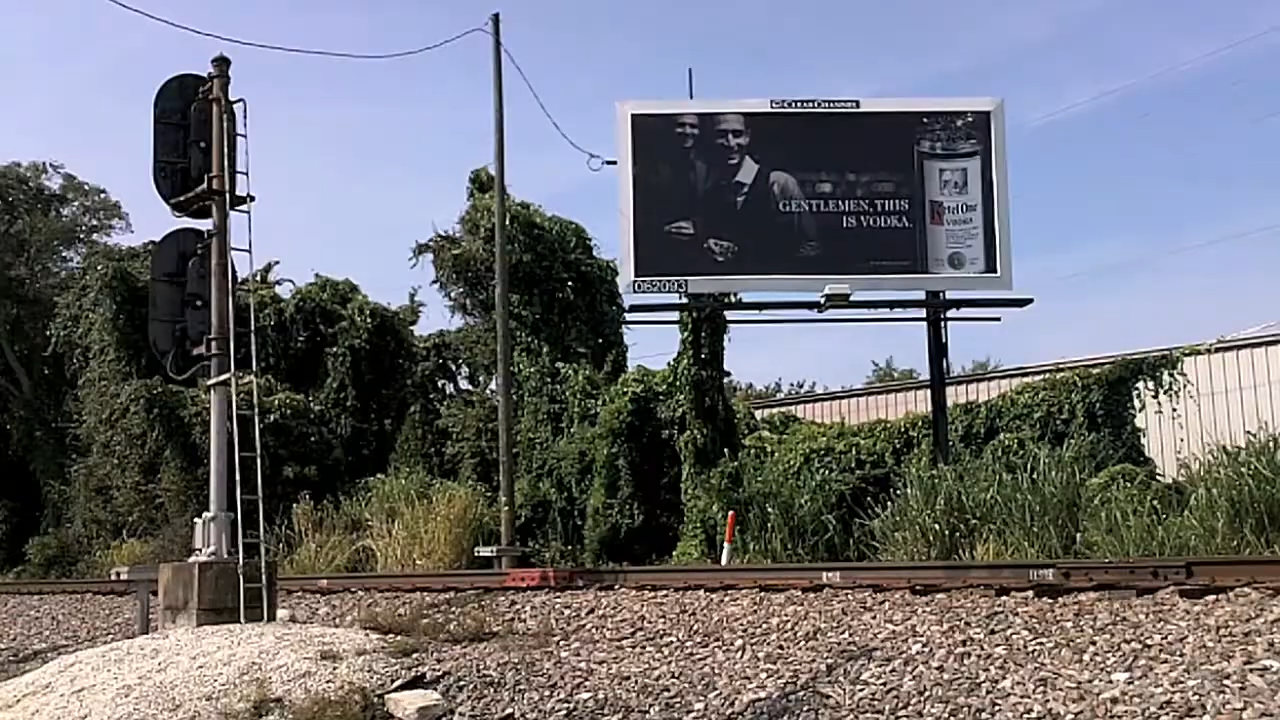 CLEAR CHANNEL
GENTLEMEN, THIS
IS VODKA.
Ketel One
VODKA
062093